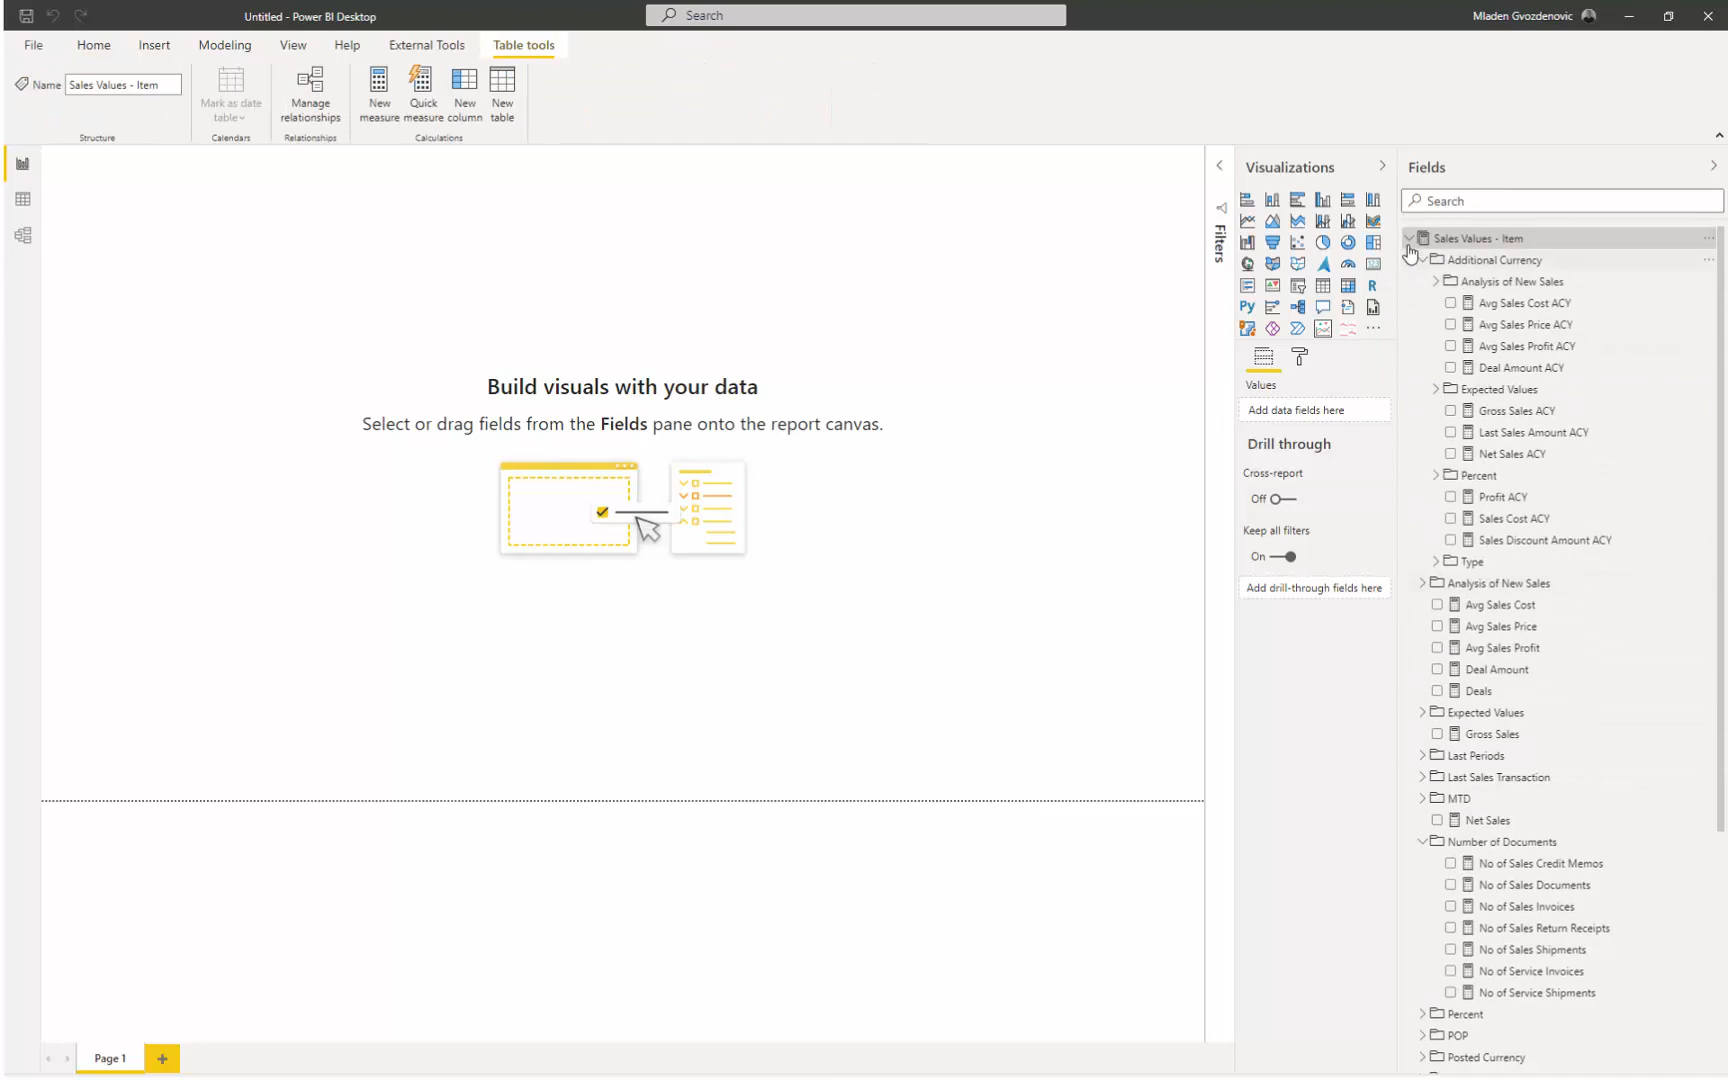 Untitled - Power BI Desktop
Search
Mladen Gvozdenovic
File
Home
Insert
Modeling
View
Help
External Tools
Table tools
Name
Sales Values - Item
Mark as date table
Manage relationships
New measure
Quick measure
New column
New table
Structure
Calendars
Relationships
Calculations
Build visuals with your data
Select or drag fields from the Fields pane onto the report canvas.
Page 1
Filters
Visualizations
R
Py
123
Values
Add data fields here
Drill through
Cross-report
Off
Keep all filters
On
Add drill-through fields here
Fields
Search
Sales Values - Item
Additional Currency
Analysis of New Sales
Avg Sales Cost ACY
Avg Sales Price ACY
Avg Sales Profit ACY
Deal Amount ACY
Expected Values
Gross Sales ACY
Last Sales Amount ACY
Net Sales ACY
Percent
Profit ACY
Sales Cost ACY
Sales Discount Amount ACY
Type
Analysis of New Sales
Avg Sales Cost
Avg Sales Price
Avg Sales Profit
Deal Amount
Deals
Expected Values
Gross Sales
Last Periods
Last Sales Transaction
MTD
Net Sales
Number of Documents
No of Sales Credit Memos
No of Sales Documents
No of Sales Invoices
No of Sales Return Receipts
No of Sales Shipments
No of Service Invoices
No of Service Shipments
Percent
POP
Posted Currency